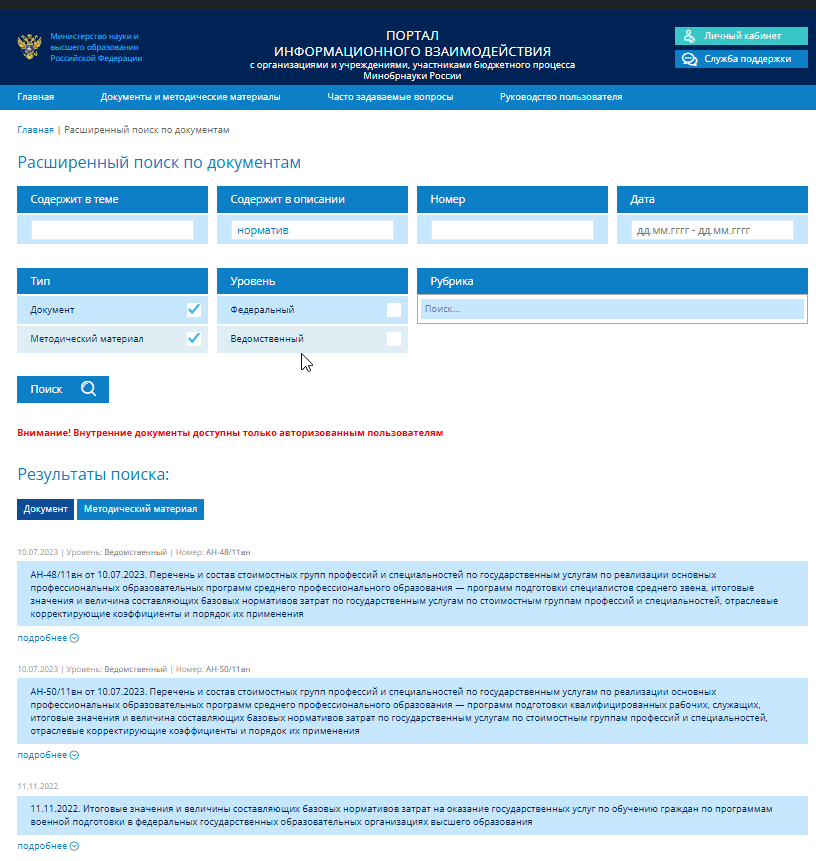 Министерство науки и
высшего образования
Российской Федерации
ПОРТАЛ
ИНФОРМАЦИОННОГО ВЗАИМОДЕЙСТВИЯ
с организациями и учреждениями, участниками бюджетного процесса
Минобрнауки России
Личный кабинет
Служба поддержки
Главная Документы и методические материалы Часто задаваемые вопросы Руководство пользователя
Главная | Расширенный поиск по документам
Расширенный поиск по документам
Содержит в теме Содержит в описании Номер Дата
норматив дд.мм.гггг - дд.мм.гггг
Тип Уровень Рубрика
Документ Федеральный Поиск...
Методический материал Ведомственный
Поиск
Внимание! Внутренние документы доступны только авторизованным пользователям
Результаты поиска:
Документ Методический материал
10.07.2023 | Уровень: Ведомственный | Номер: АН-48/11вн
АН-48/11вн от 10.07.2023. Перечень и состав стоимостных групп профессий и специальностей по государственным услугам по реализации основных
профессиональных образовательных программ среднего профессионального образования — программ подготовки специалистов среднего звена, итоговые
значения и величина составляющих базовых нормативов затрат по государственным услугам по стоимостным группам профессий и специальностей, отраслевые
корректирующие коэффициенты и порядок их применения
подробнее
10.07.2023 | Уровень: Ведомственный | Номер: АН-50/11вн
АН-50/11вн от 10.07.2023. Перечень и состав стоимостных групп профессий и специальностей по государственным услугам по реализации основных
профессиональных образовательных программ среднего профессионального образования — программ подготовки квалифицированных рабочих, служащих,
итоговые значения и величина составляющих базовых нормативов затрат по государственным услугам по стоимостным группам профессий и специальностей,
отраслевые корректирующие коэффициенты и порядок их применения
подробнее
11.11.2022
11.11.2022. Итоговые значения и величины составляющих базовых нормативов затрат на оказание государственных услуг по обучению граждан по программам
военной подготовки в федеральных государственных образовательных организациях высшего образования
подробнее